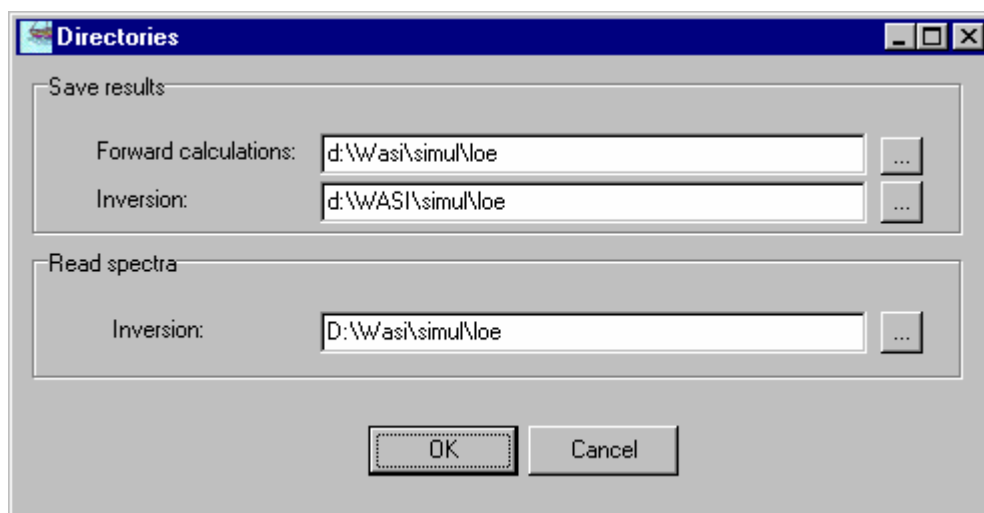 Directories
Save results
Forward calculations: d:\Wasi\simul\loe ...
Inversion: d:\WASI\simul\loe ...
Read spectra
Inversion: D:\Wasi\simul\loe ...
OK Cancel